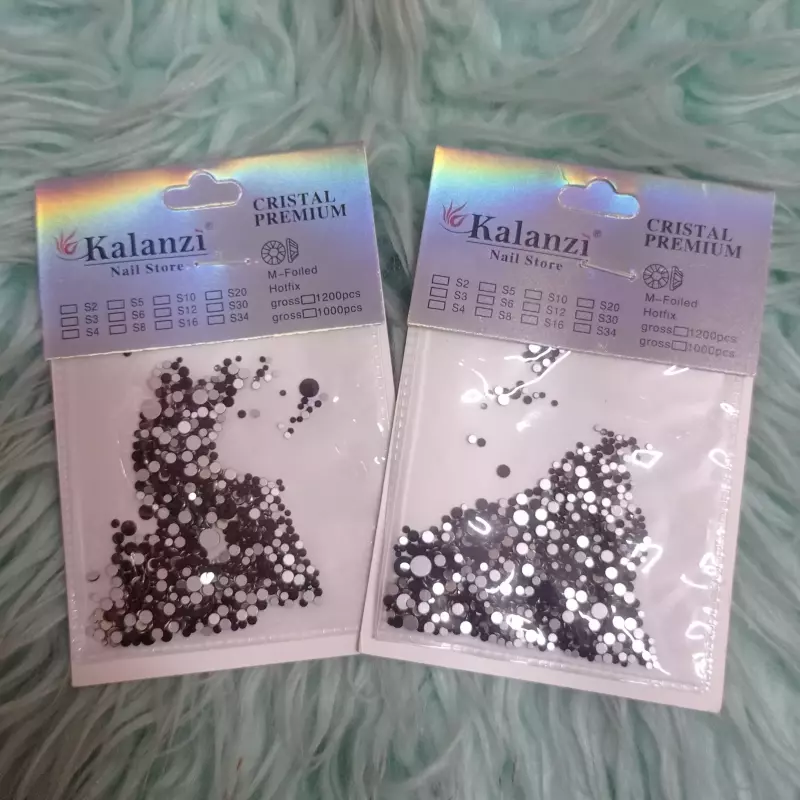 Kalanzi®
Nail Store
CRISTAL
PREMIUM
M-Foiled
Hotfix
gross 1200pcs
1000pcs
S2 S5 S10 S20
S3 S6 S12 S30
S4 S8 S16 S34
Kalanzi®
Nail Store
CRISTAL
PREMIUM
M-Foiled
Hotfix
gross 1200pcs
gross 1000pcs
S2 S5 S10 S20
S3 S6 S12 S30
S4 S8 S16 S34